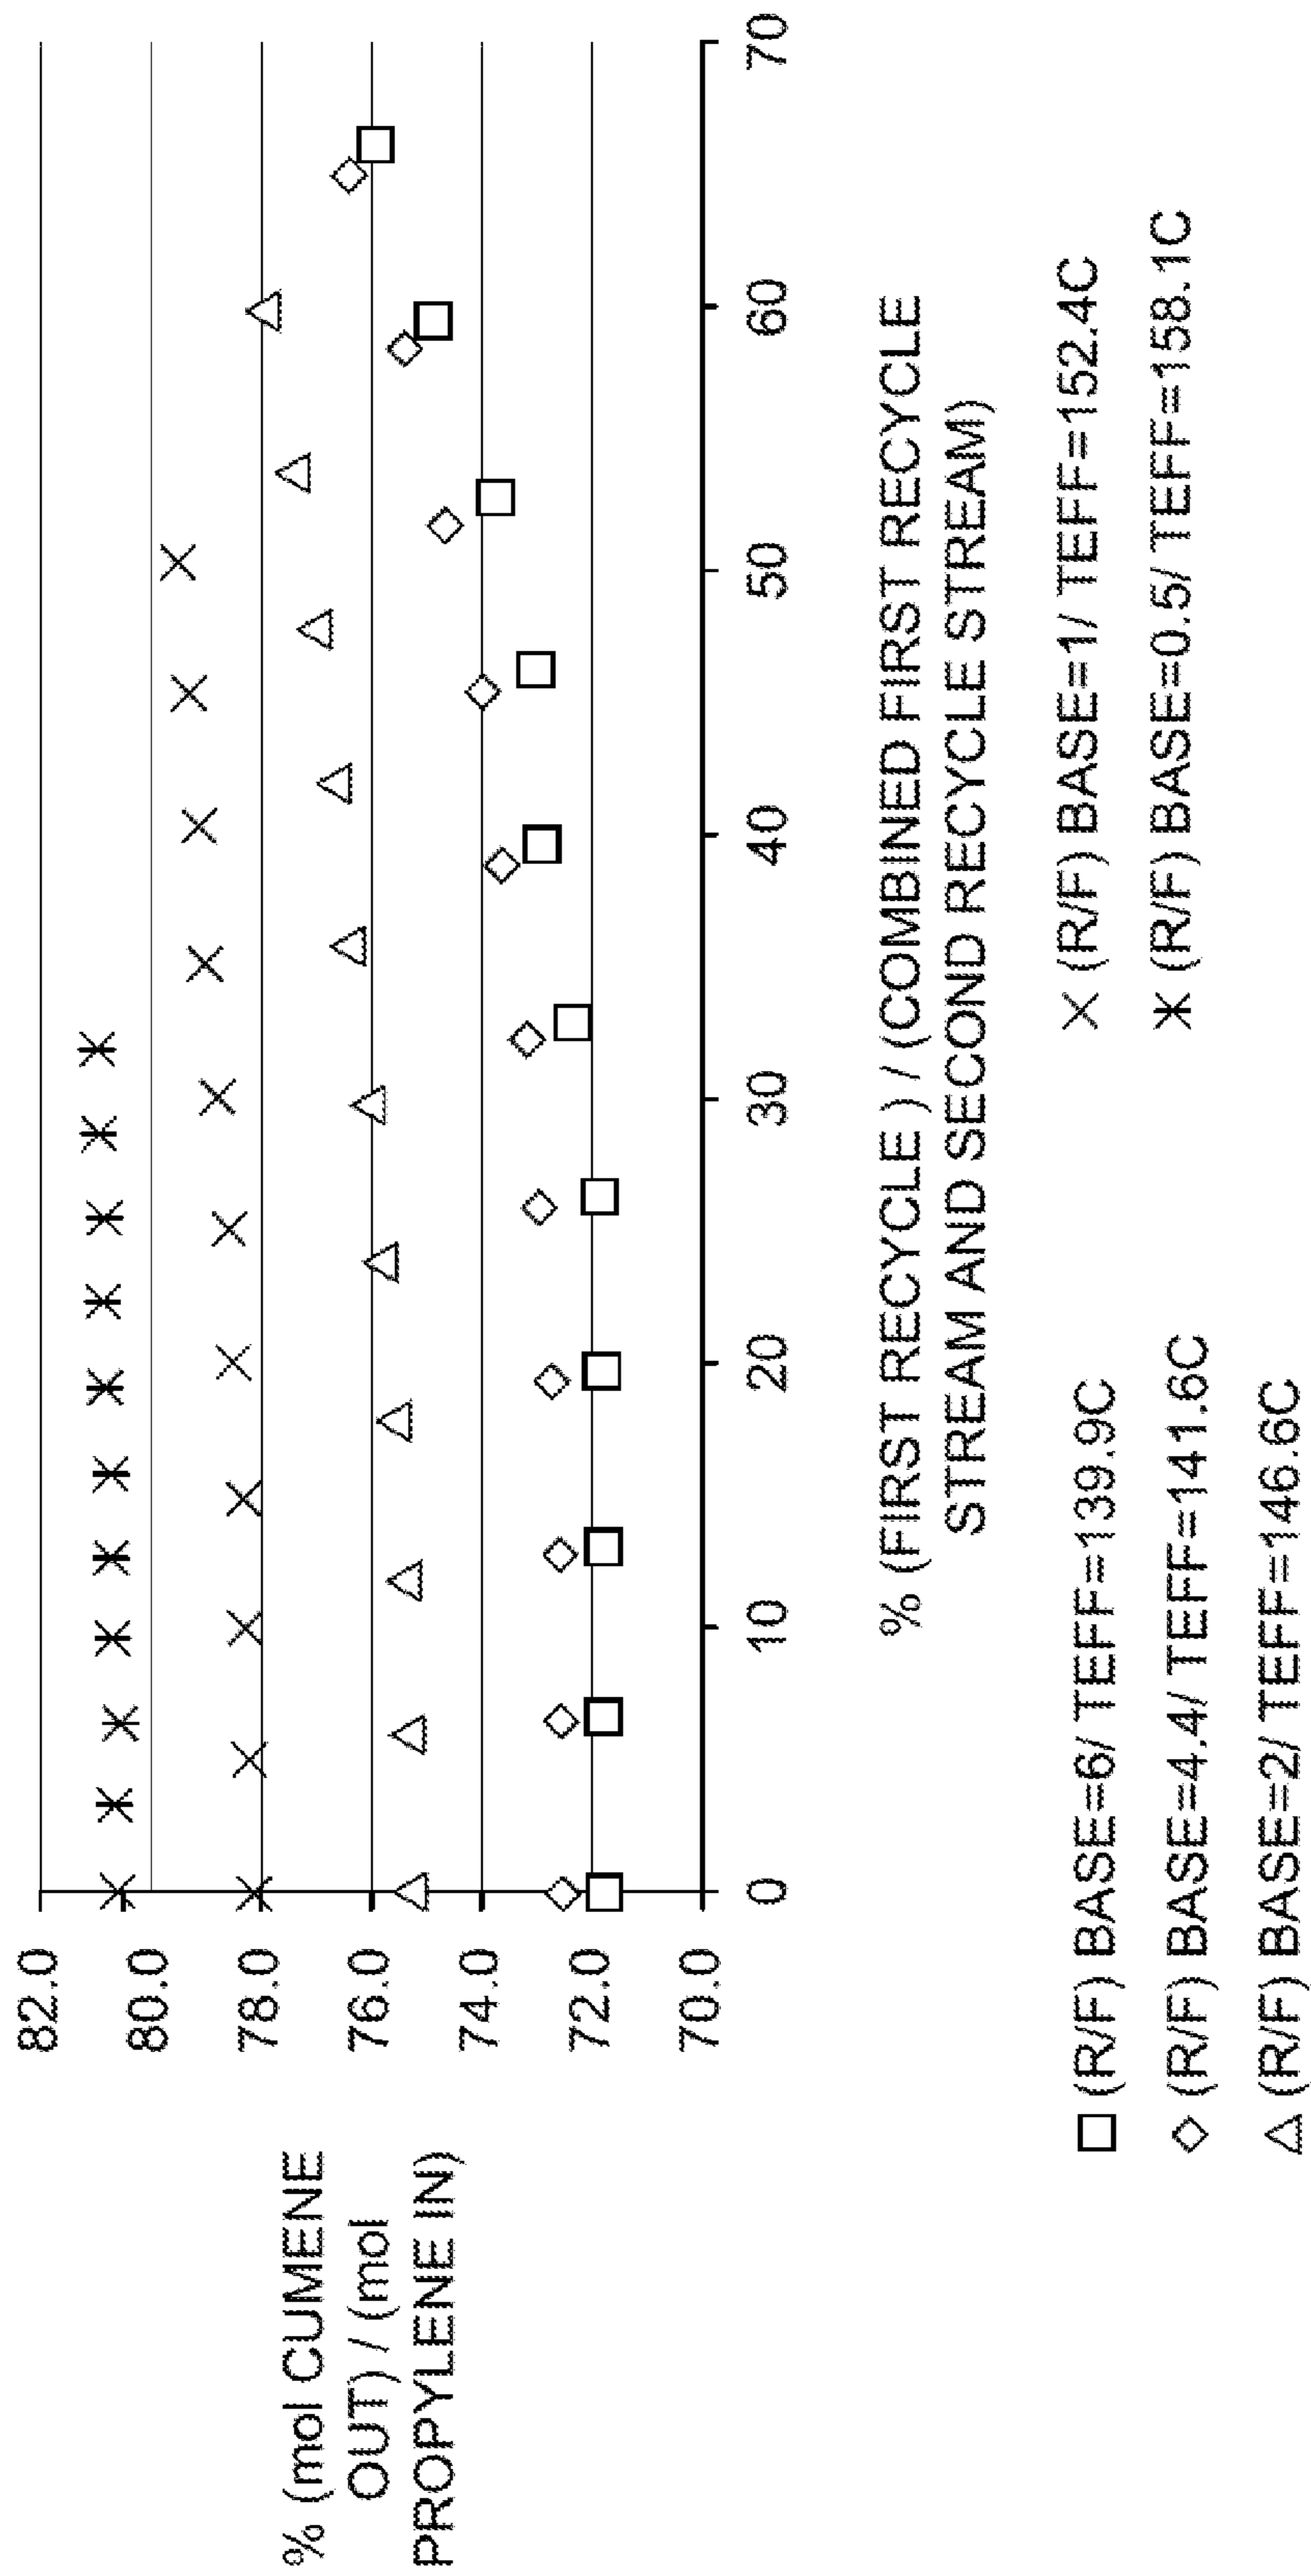 % (mol CUMENE
OUT) / (mol
PROPYLENE IN)
82.0
80.0
78.0
76.0
74.0
72.0
70.0
0
10
20
30
40
50
60
70
% (FIRST RECYCLE ) / (COMBINED FIRST RECYCLE
STREAM AND SECOND RECYCLE STREAM)
(R/F) BASE=6/ TEFF=139.9C
(R/F) BASE=4.4/ TEFF=141.6C
(R/F) BASE=2/ TEFF=146.6C
(R/F) BASE=1/ TEFF=152.4C
(R/F) BASE=0.5/ TEFF=158.1C